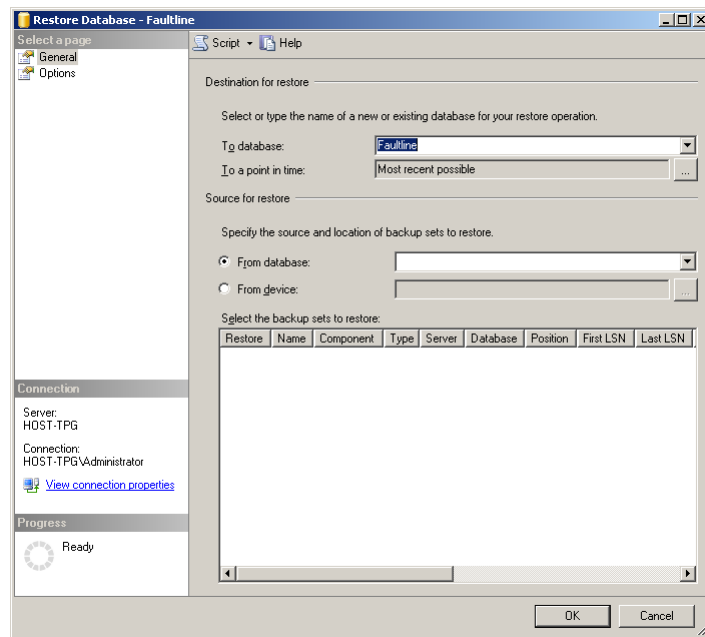 Restore Database - Faultline
Select a page
General
Options
Script
Help
Destination for restore
Select or type the name of a new or existing database for your restore operation.
To database:
Faultline
To a point in time:
Most recent possible
...
Source for restore
Specify the source and location of backup sets to restore.
From database:
From device:
...
Select the backup sets to restore:
Restore Name Component Type Server Database Position First LSN Last LSN
Connection
Server:
HOST-TPG
Connection:
HOST-TPG\Administrator
View connection properties
Progress
Ready
OK
Cancel